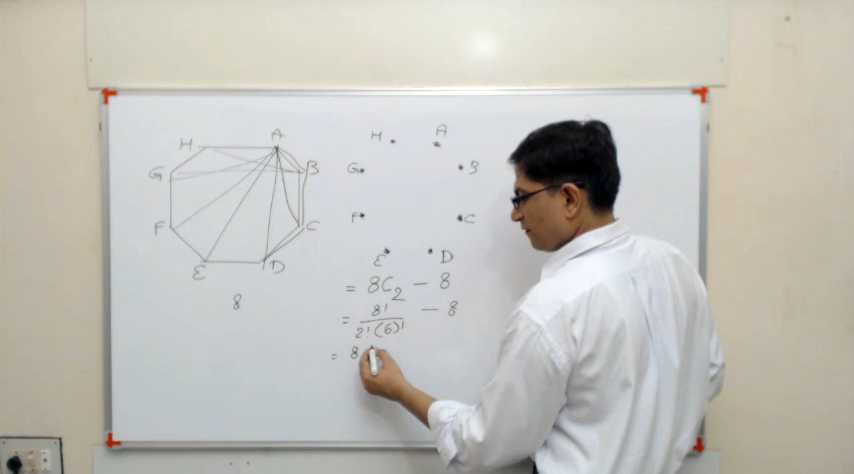 H A
G B
F C
E D
8
H A
G B
F C
E D
= 8C₂ - 8
= 8! / 2!(6)! - 8
= 8